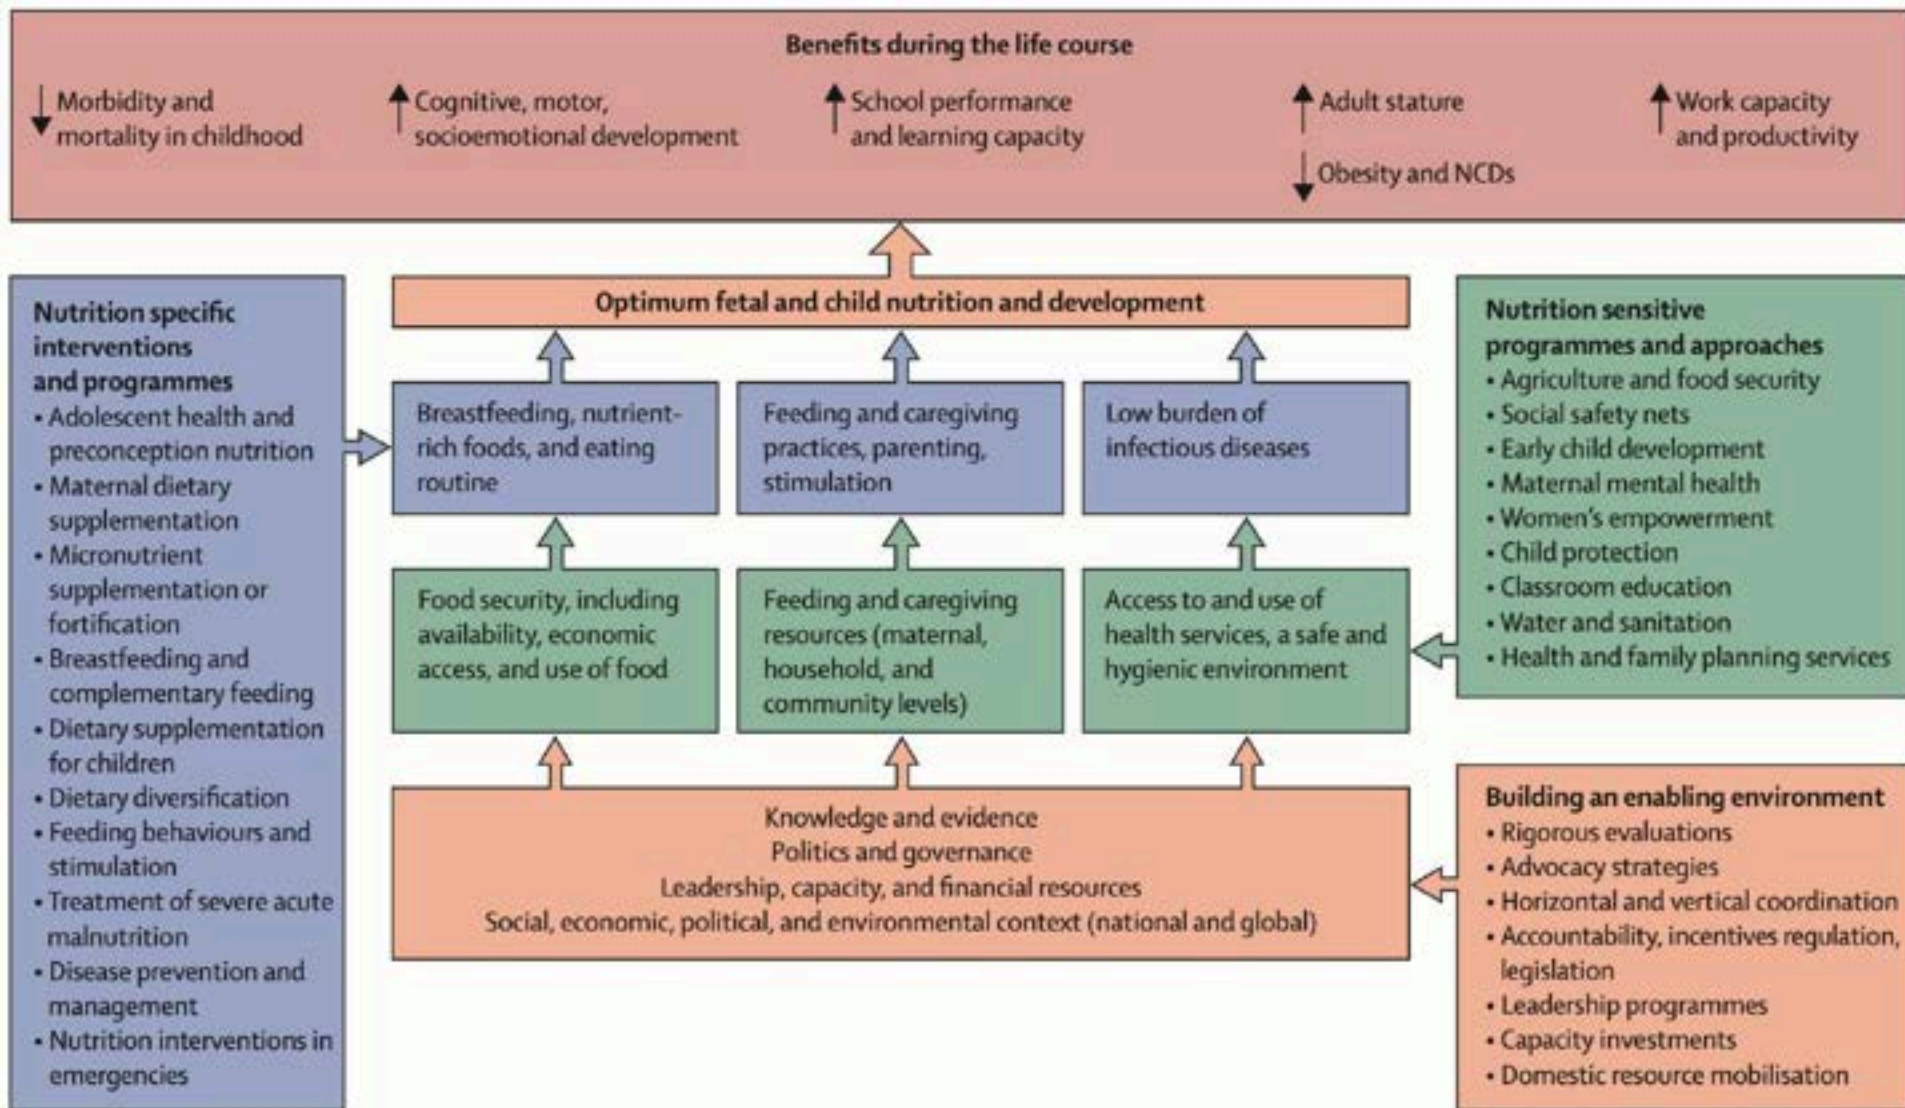 Benefits during the life course
Morbidity and
mortality in childhood
Cognitive, motor,
socioemotional development
School performance
and learning capacity
Adult stature
Obesity and NCDs
Work capacity
and productivity
Nutrition specific
interventions
and programmes
• Adolescent health and
preconception nutrition
• Maternal dietary
supplementation
• Micronutrient
supplementation or
fortification
• Breastfeeding and
complementary feeding
• Dietary supplementation
for children
• Dietary diversification
• Feeding behaviours and
stimulation
• Treatment of severe acute
malnutrition
• Disease prevention and
management
• Nutrition interventions in
emergencies
Optimum fetal and child nutrition and development
Breastfeeding, nutrient-
rich foods, and eating
routine
Feeding and caregiving
practices, parenting,
stimulation
Low burden of
infectious diseases
Food security, including
availability, economic
access, and use of food
Feeding and caregiving
resources (maternal,
household, and
community levels)
Access to and use of
health services, a safe and
hygienic environment
Knowledge and evidence
Politics and governance
Leadership, capacity, and financial resources
Social, economic, political, and environmental context (national and global)
Nutrition sensitive
programmes and approaches
• Agriculture and food security
• Social safety nets
• Early child development
• Maternal mental health
• Women's empowerment
• Child protection
• Classroom education
• Water and sanitation
• Health and family planning services
Building an enabling environment
• Rigorous evaluations
• Advocacy strategies
• Horizontal and vertical coordination
• Accountability, incentives regulation,
legislation
• Leadership programmes
• Capacity investments
• Domestic resource mobilisation